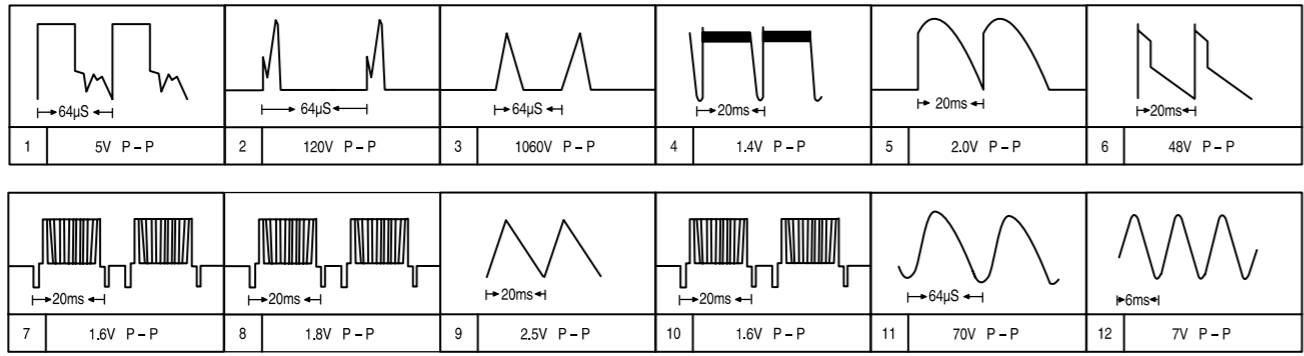 64µS
64µS
64µS
20ms
20ms
20ms
1 5V P – P
2 120V P – P
3 1060V P – P
4 1.4V P – P
5 2.0V P – P
6 48V P – P
20ms
20ms
20ms
20ms
64µS
6ms
7 1.6V P – P
8 1.8V P – P
9 2.5V P – P
10 1.6V P – P
11 70V P – P
12 7V P – P